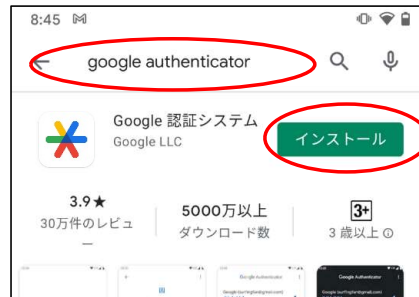 8:45
google authenticator
Google 認証システム
Google LLC
インストール
3.9★
30万件のレビュ
ー
5000万以上
ダウンロード数
3+
3 歳以上
Google Authenticator